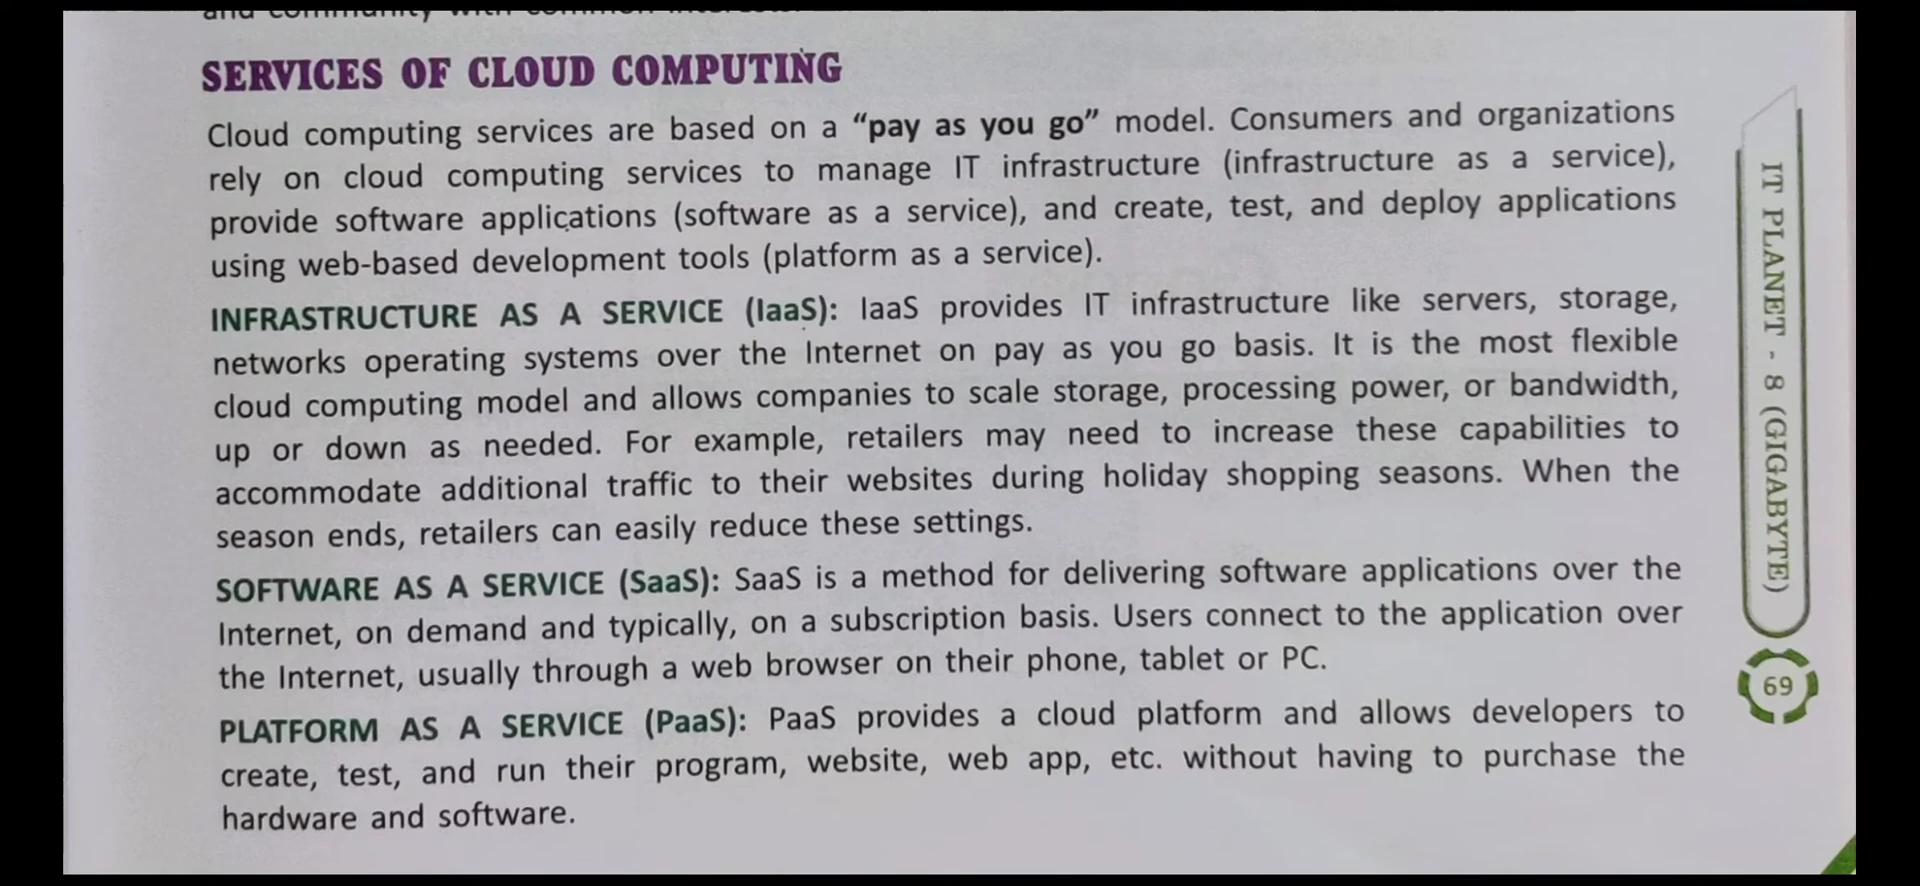 SERVICES OF CLOUD COMPUTING
Cloud computing services are based on a “pay as you go” model. Consumers and organizations
rely on cloud computing services to manage IT infrastructure (infrastructure as a service),
provide software applications (software as a service), and create, test, and deploy applications
using web-based development tools (platform as a service).
INFRASTRUCTURE AS A SERVICE (IaaS): IaaS provides IT infrastructure like servers, storage,
networks operating systems over the Internet on pay as you go basis. It is the most flexible
cloud computing model and allows companies to scale storage, processing power, or bandwidth,
up or down as needed. For example, retailers may need to increase these capabilities to
accommodate additional traffic to their websites during holiday shopping seasons. When the
season ends, retailers can easily reduce these settings.
SOFTWARE AS A SERVICE (SaaS): SaaS is a method for delivering software applications over the
Internet, on demand and typically, on a subscription basis. Users connect to the application over
the Internet, usually through a web browser on their phone, tablet or PC.
PLATFORM AS A SERVICE (PaaS): PaaS provides a cloud platform and allows developers to
create, test, and run their program, website, web app, etc. without having to purchase the
hardware and software.
IT PLANET - 8 (GIGABYTE)
69